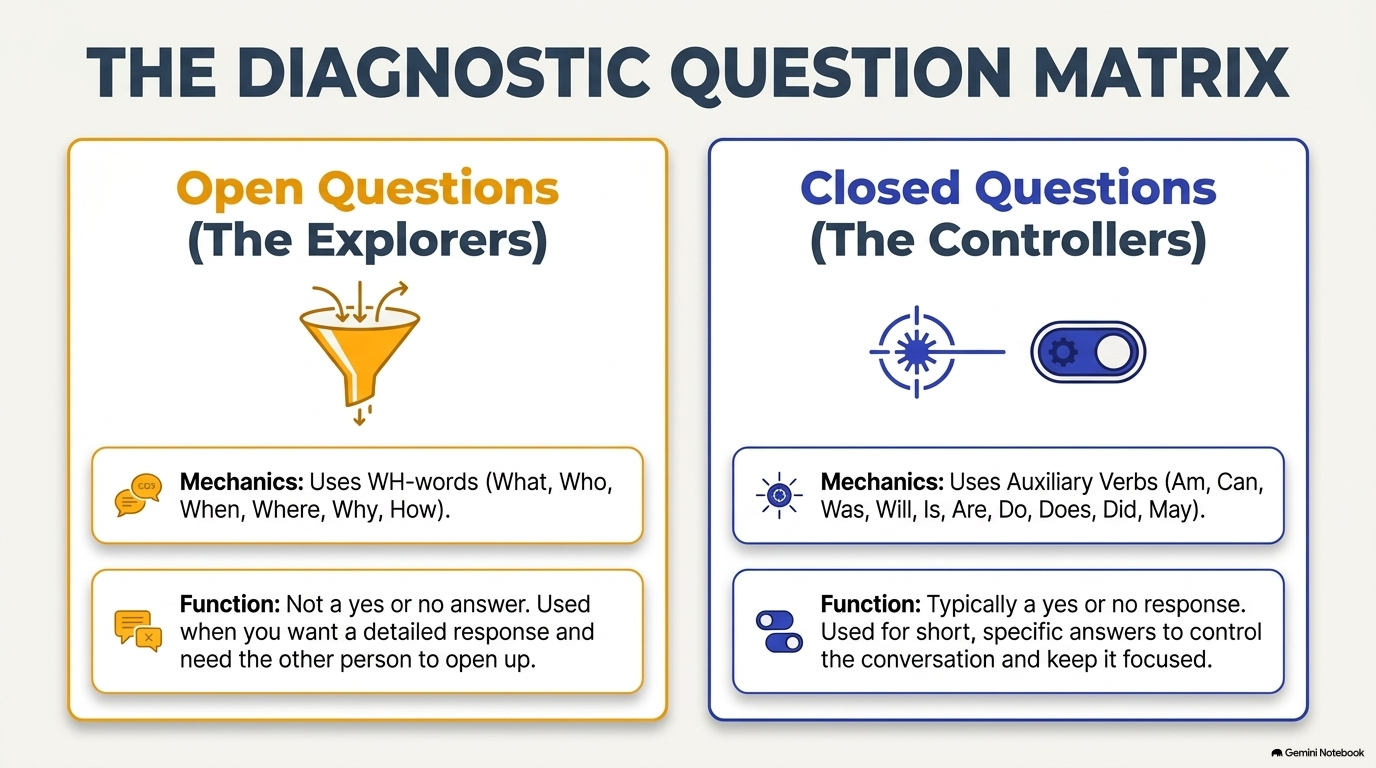 THE DIAGNOSTIC QUESTION MATRIX
Open Questions
(The Explorers)
Mechanics: Uses WH-words (What, Who,
When, Where, Why, How).
Function: Not a yes or no answer. Used
when you want a detailed response and
need the other person to open up.
Closed Questions
(The Controllers)
Mechanics: Uses Auxiliary Verbs (Am, Can,
Was, Will, Is, Are, Do, Does, Did, May).
Function: Typically a yes or no response.
Used for short, specific answers to control
the conversation and keep it focused.
Gemini Notebook